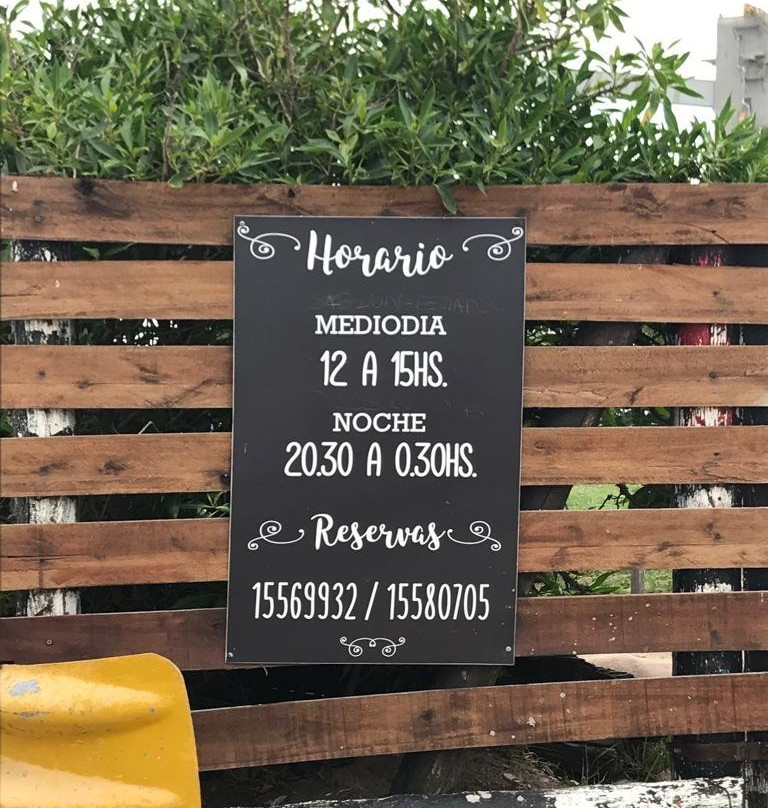 Horario
MEDIODIA
12 A 15HS.
NOCHE
20.30 A 0.30HS.
Reservas
15569932 / 15580705